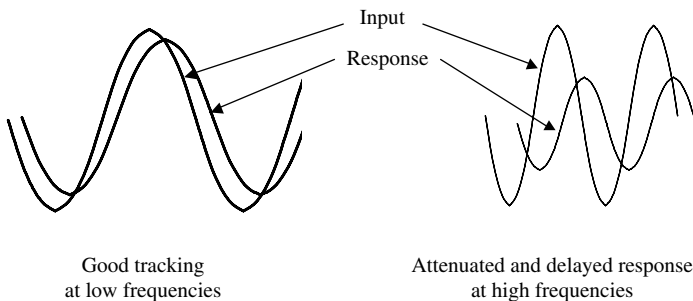 Input
Response
Good tracking
at low frequencies
Attenuated and delayed response
at high frequencies